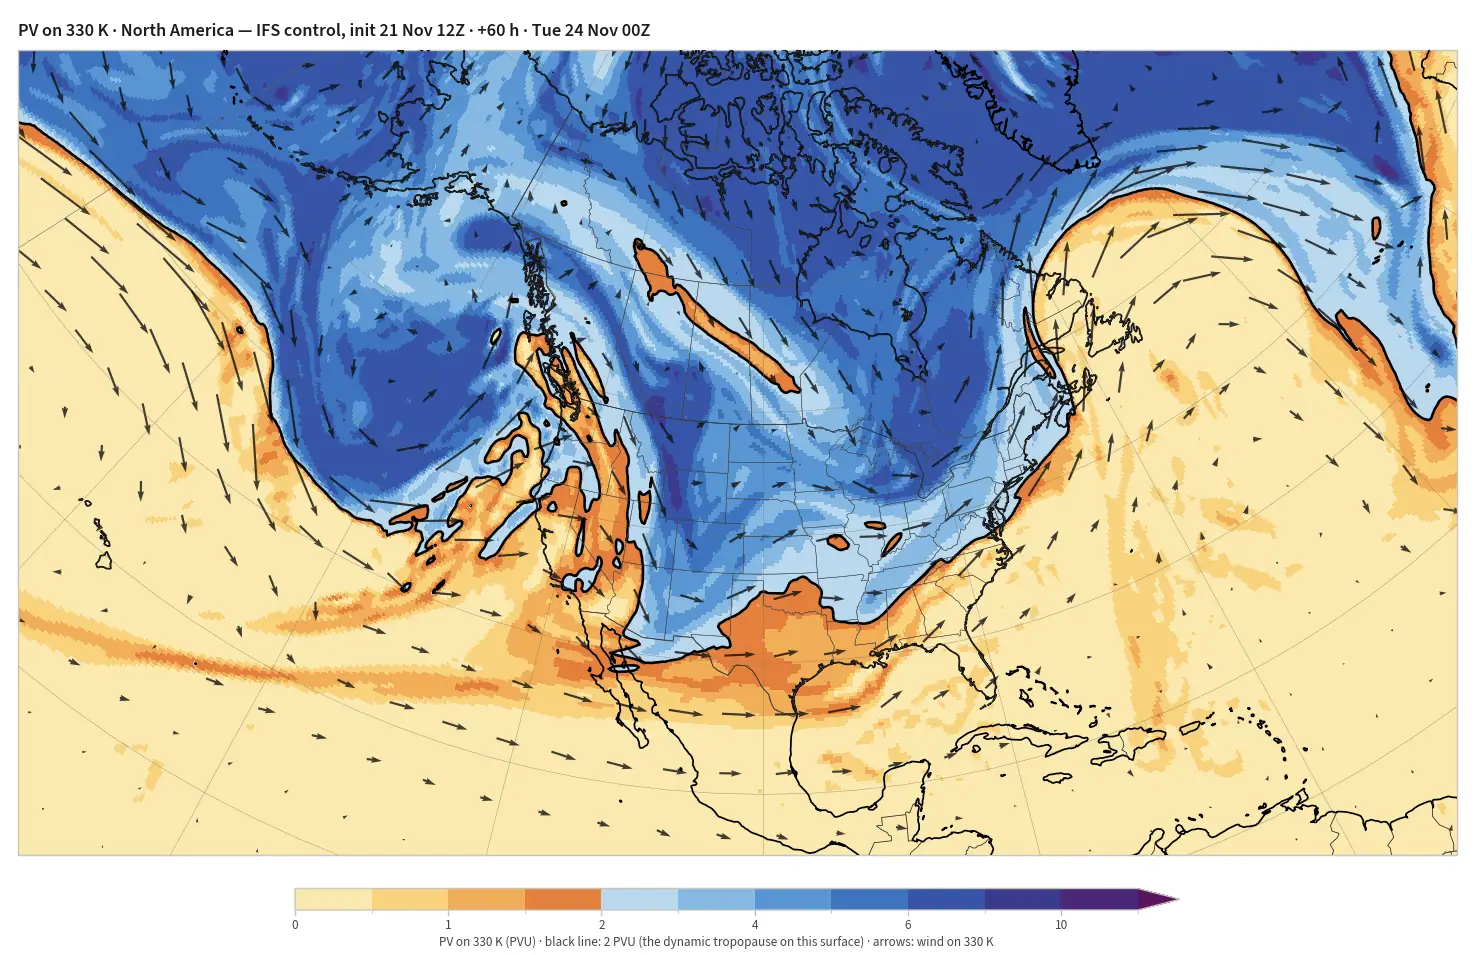 PV on 330 K · North America — IFS control, init 21 Nov 12Z · +60 h · Tue 24 Nov 00Z
0 1 2 4 6 10
PV on 330 K (PVU) · black line: 2 PVU (the dynamic tropopause on this surface) · arrows: wind on 330 K